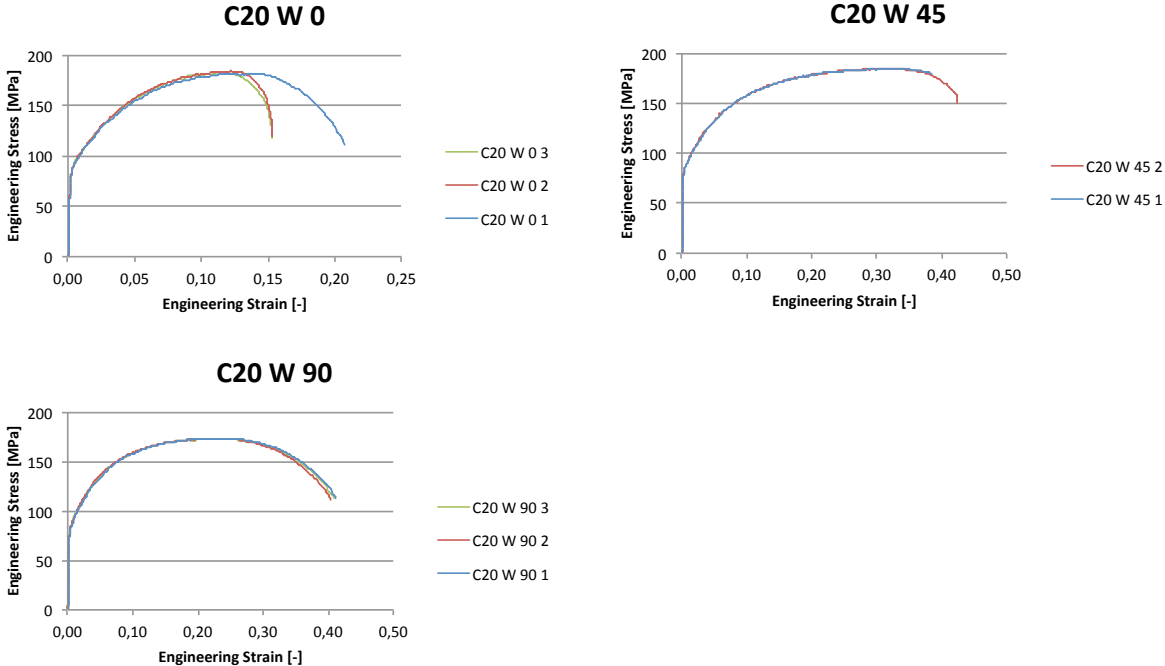 C20 W 0
Engineering Stress [MPa]
200
150
100
50
0
0,00 0,05 0,10 0,15 0,20 0,25
Engineering Strain [-]
C20 W 0 3
C20 W 0 2
C20 W 0 1
C20 W 45
Engineering Stress [MPa]
200
150
100
50
0
0,00 0,10 0,20 0,30 0,40 0,50
Engineering Strain [-]
C20 W 45 2
C20 W 45 1
C20 W 90
Engineering Stress [MPa]
200
150
100
50
0
0,00 0,10 0,20 0,30 0,40 0,50
Engineering Strain [-]
C20 W 90 3
C20 W 90 2
C20 W 90 1